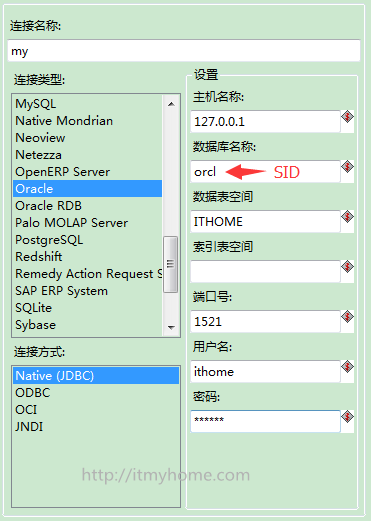 连接名称:
my
连接类型:
MySQL
Native Mondrian
Neoview
Netezza
OpenERP Server
Oracle
Oracle RDB
Palo MOLAP Server
PostgreSQL
Redshift
Remedy Action Request S
SAP ERP System
SQLite
Sybase
连接方式:
Native (JDBC)
ODBC
OCI
JNDI
设置
主机名称:
127.0.0.1
数据库名称:
orcl SID
数据表空间
ITHOME
索引表空间
端口号:
1521
用户名:
ithome
密码:
******
http://itmyhome.com